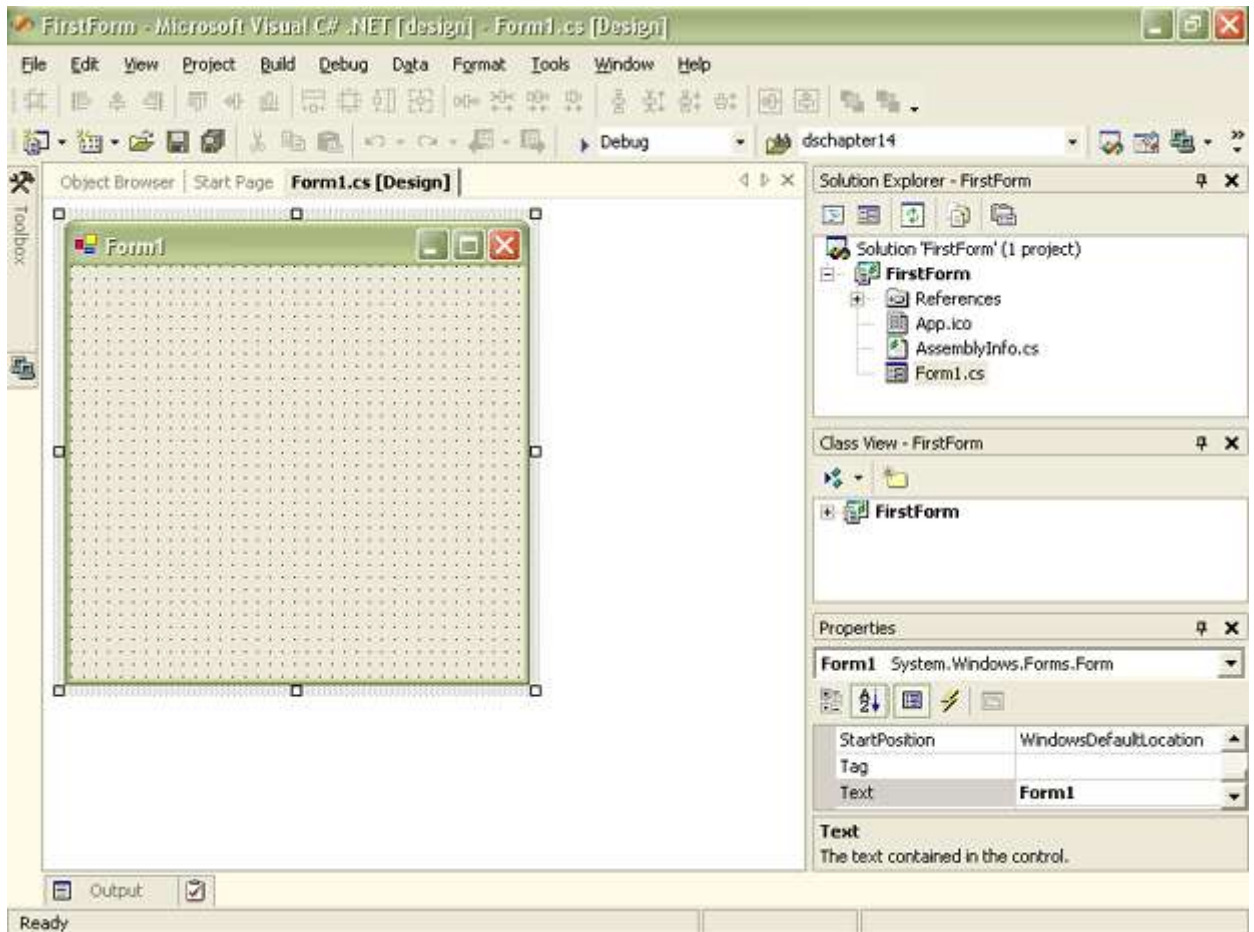 FirstForm - Microsoft Visual C# .NET [design] - Form1.cs [Design]
File Edit View Project Build Debug Data Format Tools Window Help
Debug dschapter14
Toolbox
Object Browser Start Page Form1.cs [Design]
Form1
Solution Explorer - FirstForm
Solution 'FirstForm' (1 project)
FirstForm
References
App.ico
AssemblyInfo.cs
Form1.cs
Class View - FirstForm
FirstForm
Properties
Form1 System.Windows.Forms.Form
StartPosition WindowsDefaultLocation
Tag
Text Form1
Text
The text contained in the control.
Output
Ready